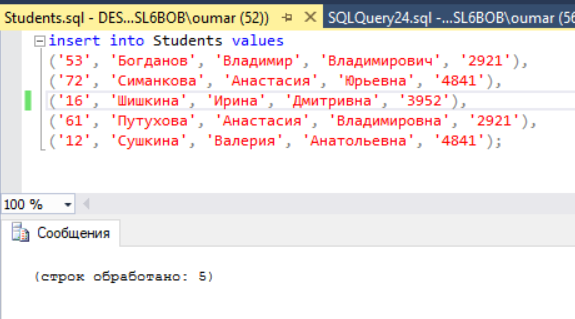 Students.sql - DES...SL6BOB\oumar (52)) SQLQuery24.sql -...SL6BOB\oumar (56
insert into Students values
('53', 'Богданов', 'Владимир', 'Владимирович', '2921'),
('72', 'Симанкова', 'Анастасия', 'Юрьевна', '4841'),
('16', 'Шишкина', 'Ирина', 'Дмитривна', '3952'),
('61', 'Путухова', 'Анастасия', 'Владимировна', '2921'),
('12', 'Сушкина', 'Валерия', 'Анатольевна', '4841');
100 %
Сообщения
(строк обработано: 5)